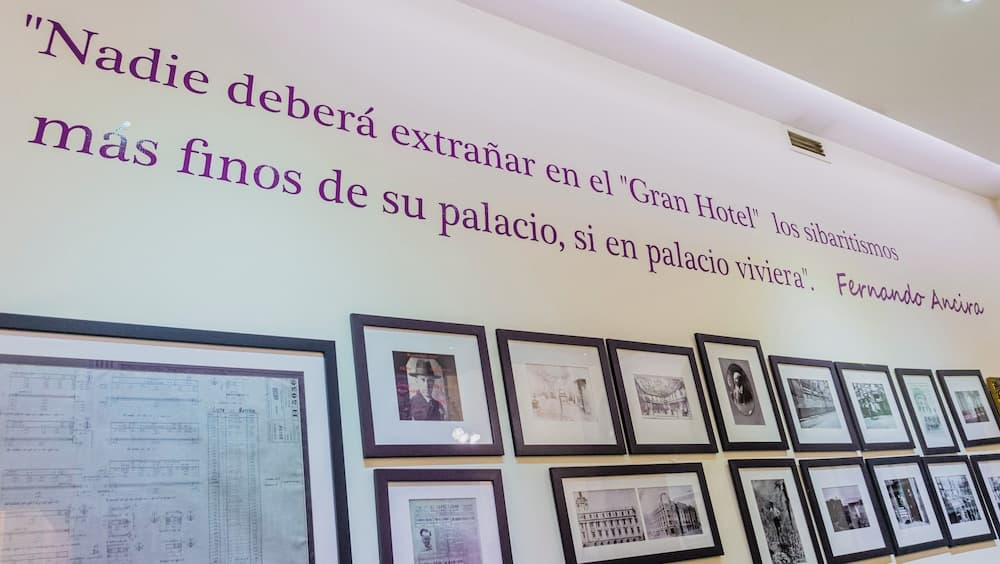 "Nadie deberá extrañar en el "Gran Hotel" los sibaritismos
más finos de su palacio, si en palacio viviera". Fernando Ancira